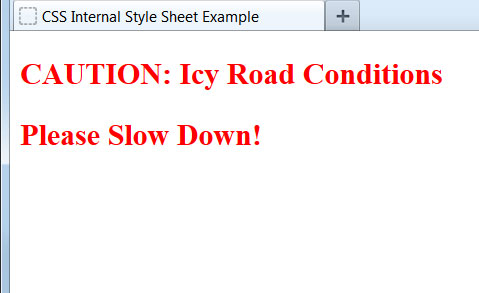 CSS Internal Style Sheet Example
CAUTION: Icy Road Conditions
Please Slow Down!